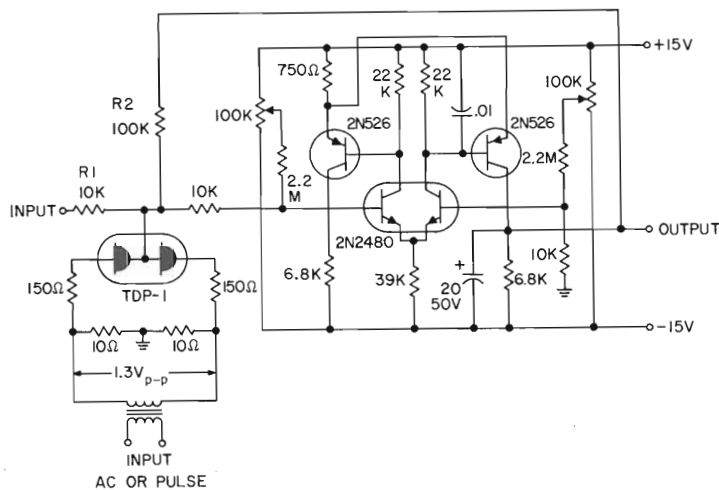 +15V
750Ω
22
K
22
K
100K
R2
100K
100K
2N526
.01
2N526
2.2M
R1
10K
10K
2.2
M
INPUT
2N2480
OUTPUT
TDP-1
6.8K
39K
+
20
50V
6.8K
10K
150Ω
150Ω
10Ω
10Ω
-15V
1.3Vp-p
INPUT
AC OR PULSE